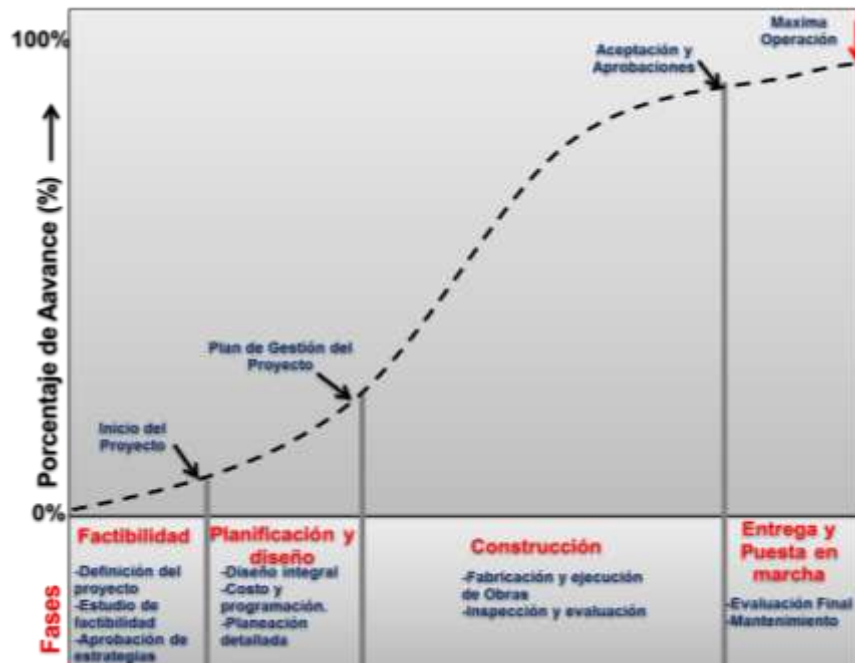 100%
Porcentaje de Aavance (%)
0%
Maxima
Operación
Aceptación y
Aprobaciones
Plan de Gestión del
Proyecto
Inicio del
Proyecto
Fases
Factibilidad
-Definición del
proyecto
-Estudio de
factibilidad
-Aprobación de
estrategias
Planificación y
diseño
-Diseño integral
-Costo y
programación.
-Planeación
detallada
Construcción
-Fabricación y ejecución
de Obras
-Inspección y evaluación
Entrega y
Puesta en
marcha
-Evaluación Final
-Mantenimiento